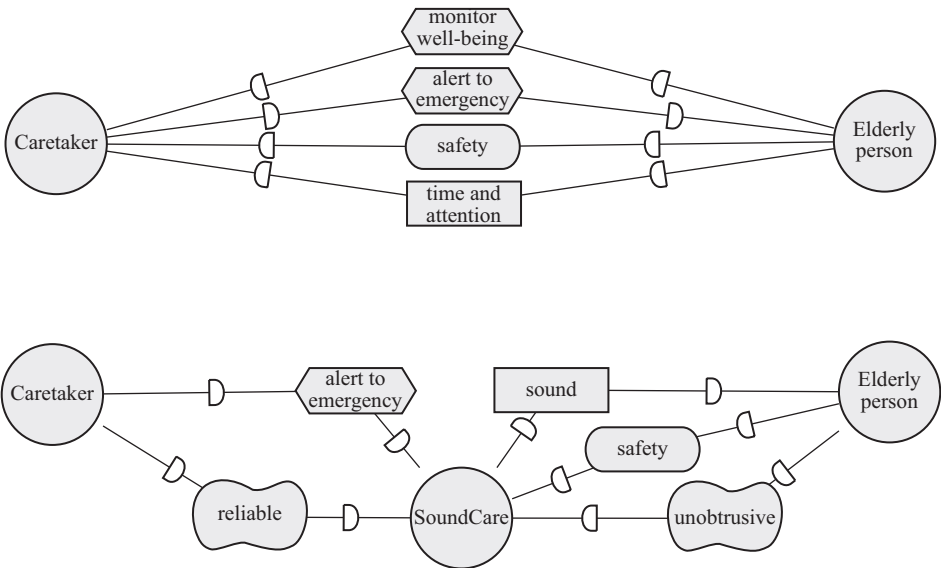 monitor
well-being
alert to
emergency
Caretaker
safety
Elderly
person
time and
attention
Caretaker
alert to
emergency
sound
Elderly
person
safety
reliable
SoundCare
unobtrusive